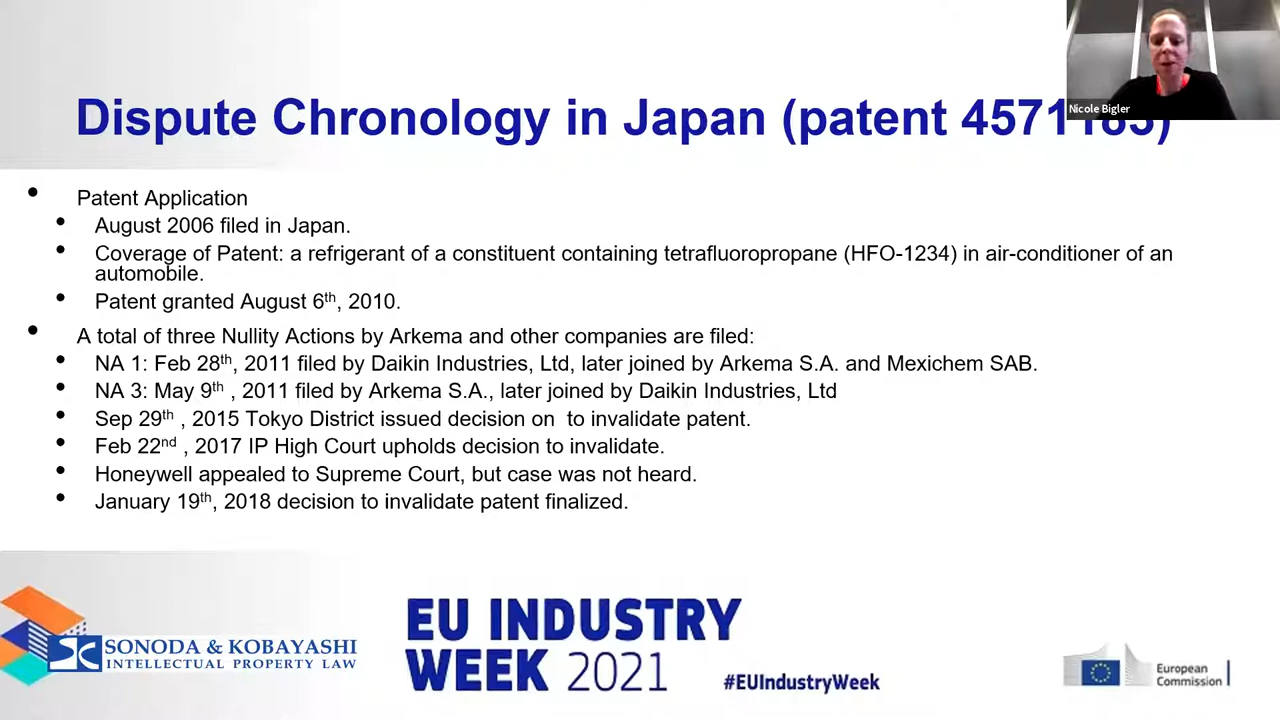 Dispute Chronology in Japan (patent 4571183)
Nicole Bigler
• Patent Application
• August 2006 filed in Japan.
• Coverage of Patent: a refrigerant of a constituent containing tetrafluoropropane (HFO-1234) in air-conditioner of an
automobile.
• Patent granted August 6th, 2010.
• A total of three Nullity Actions by Arkema and other companies are filed:
• NA 1: Feb 28th, 2011 filed by Daikin Industries, Ltd, later joined by Arkema S.A. and Mexichem SAB.
• NA 3: May 9th , 2011 filed by Arkema S.A., later joined by Daikin Industries, Ltd
• Sep 29th , 2015 Tokyo District issued decision on to invalidate patent.
• Feb 22nd , 2017 IP High Court upholds decision to invalidate.
• Honeywell appealed to Supreme Court, but case was not heard.
• January 19th, 2018 decision to invalidate patent finalized.
SONODA & KOBAYASHI
INTELLECTUAL PROPERTY LAW
EU INDUSTRY
WEEK 2021
#EUIndustryWeek
European
Commission